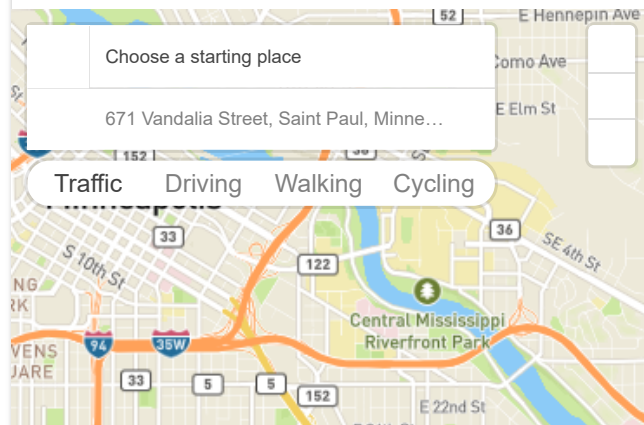 52
E Hennepin Ave
Choose a starting place
Como Ave
E Elm St
671 Vandalia Street, Saint Paul, Minne…
152
Traffic
Driving
Walking
Cycling
Minneapolis
33
36
SE 4th St
S 10th St
122
Central Mississippi
Riverfront Park
94
35W
33
5
5
152
E 22nd St